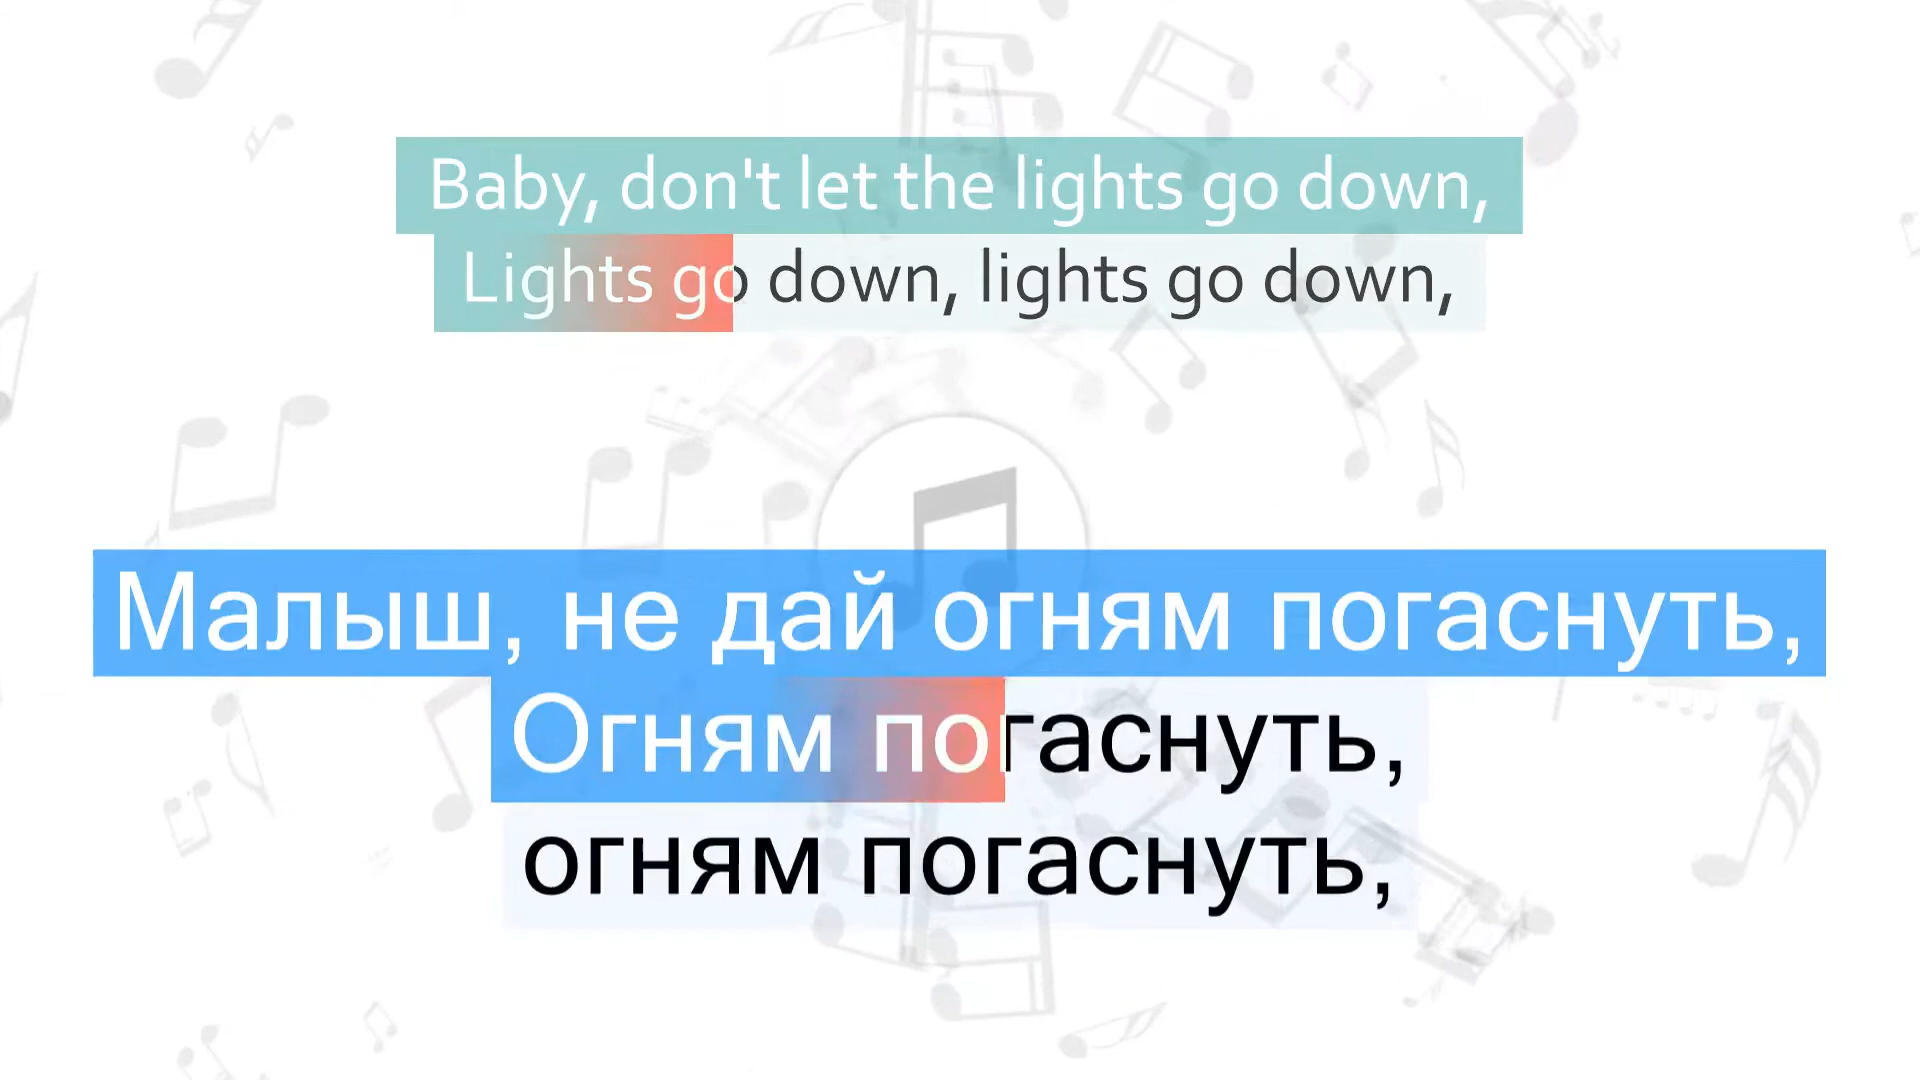 Baby, don't let the lights go down,
Lights go down, lights go down,
Малыш, не дай огням погаснуть,
Огням погаснуть,
огням погаснуть,